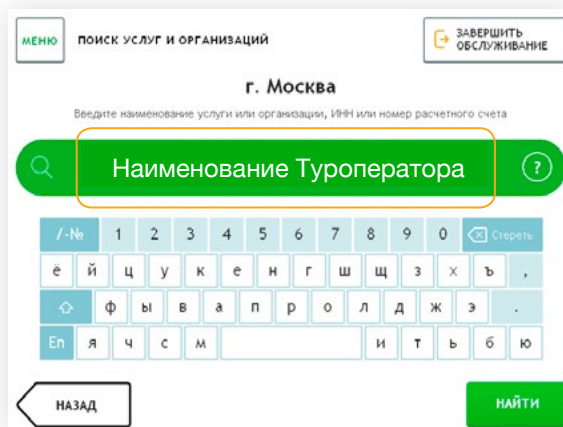 МЕНЮ ПОИСК УСЛУГ И ОРГАНИЗАЦИЙ
ЗАВЕРШИТЬ
ОБСЛУЖИВАНИЕ
г. Москва
Введите наименование услуги или организации, ИНН или номер расчетного счета
Наименование Туроператора ?
/-№ 1 2 3 4 5 6 7 8 9 0 Стереть
ё й ц у к е н г ш щ з х ъ ,
ф ы в а п р о л д ж э .
En я ч с м и т ь б ю
НАЗАД НАЙТИ